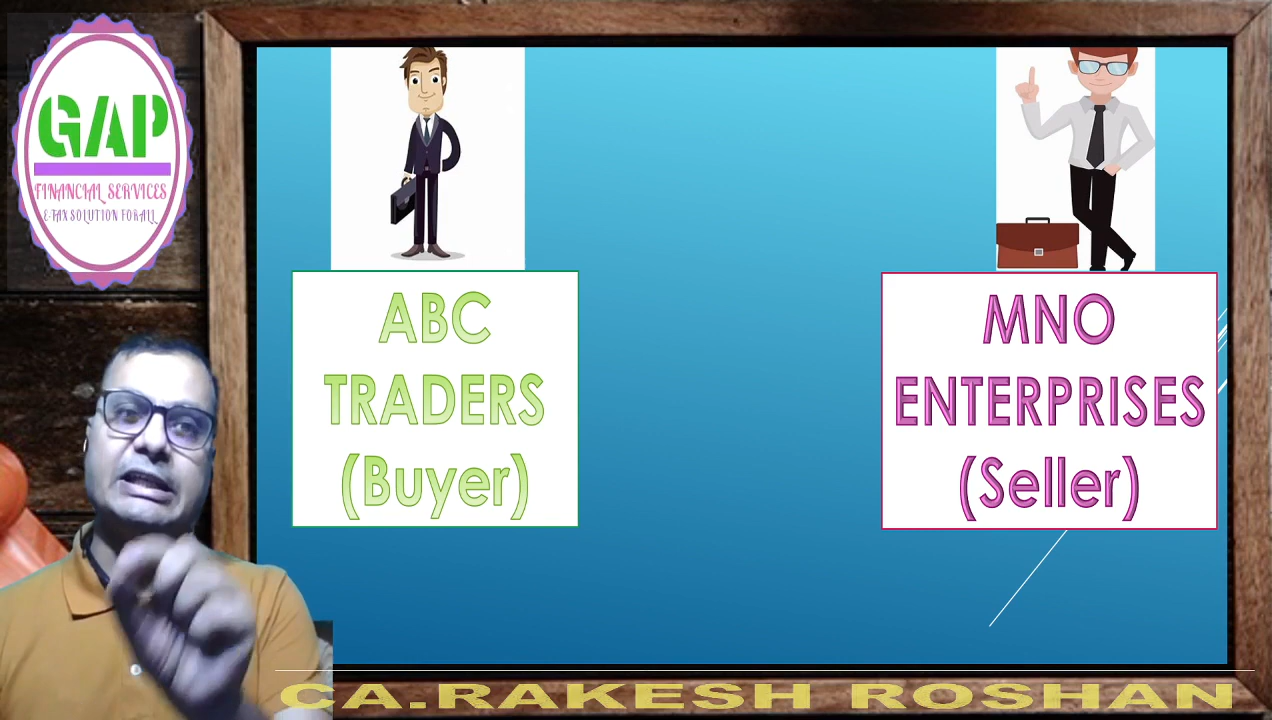 GAP
FINANCIAL SERVICES
E-TAX SOLUTION FOR ALL
ABC
TRADERS
(Buyer)
MNO
ENTERPRISES
(Seller)
CA.RAKESH ROSHAN